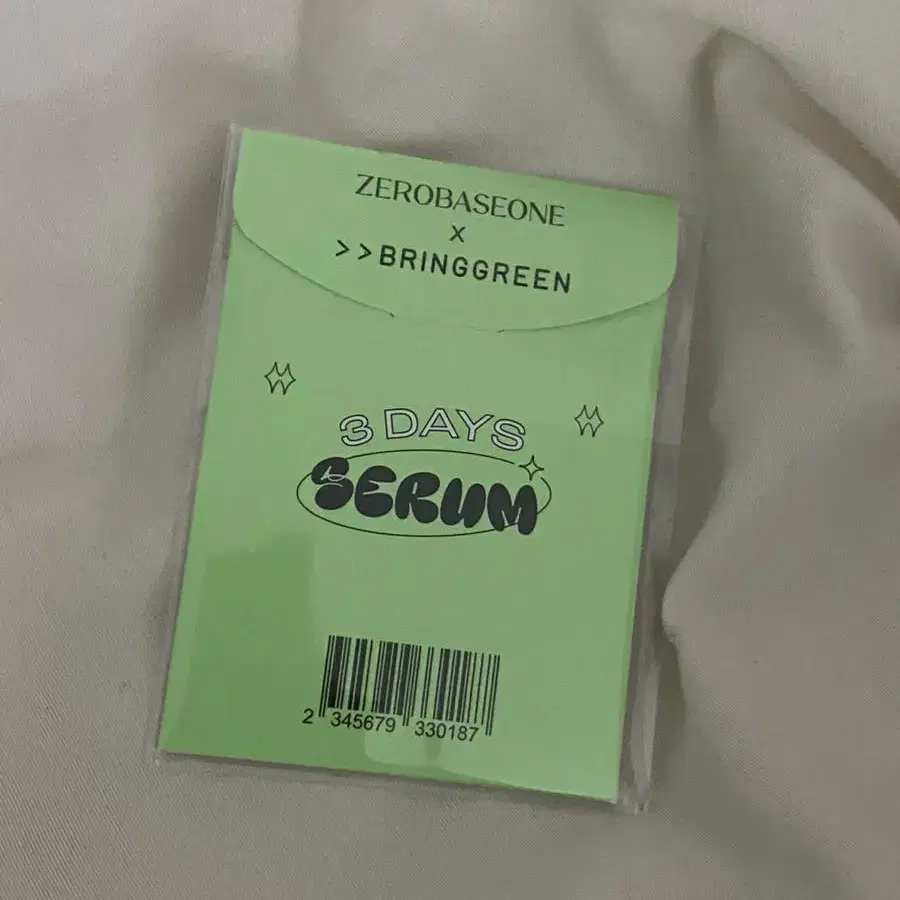 ZEROBASEONE
X
>>BRINGGREEN
3 DAYS
SERUM
2 345679 330187